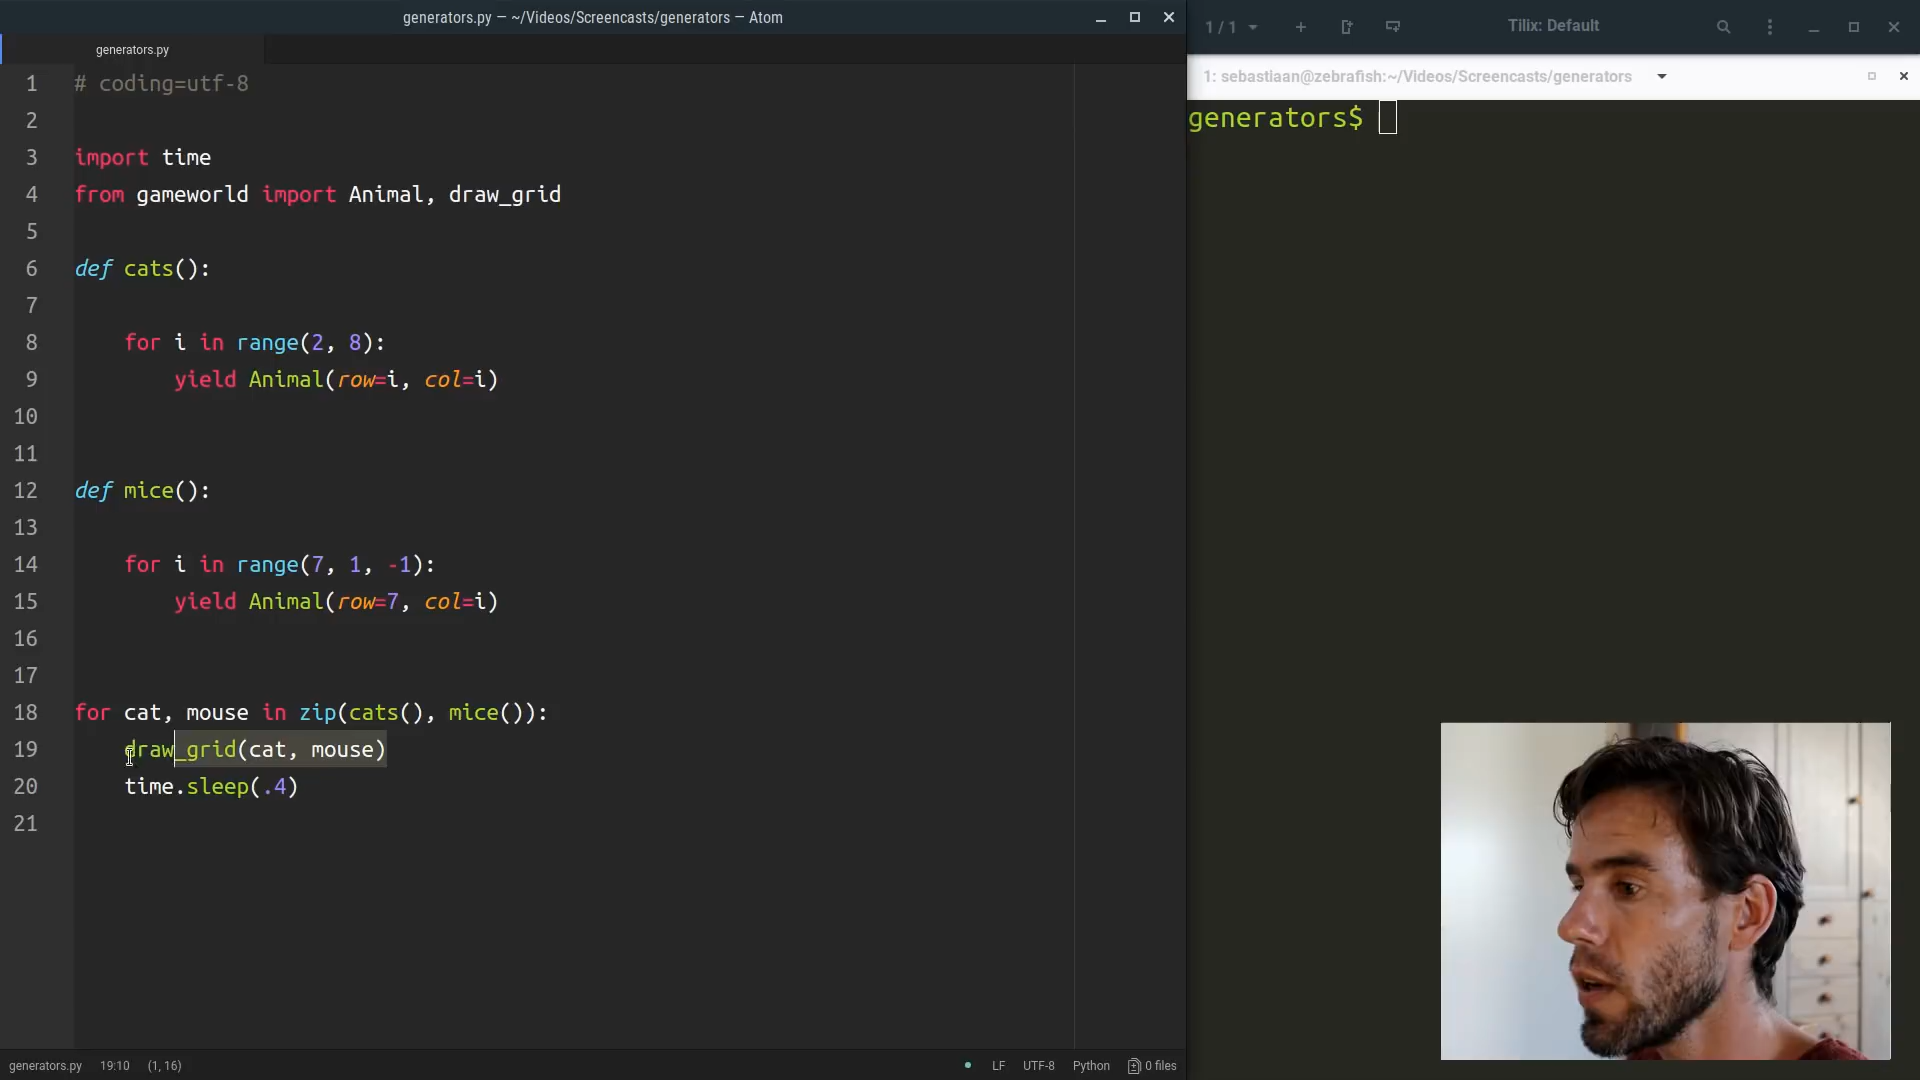 generators.py — ~/Videos/Screencasts/generators — Atom
generators.py
1 # coding=utf-8
2
3 import time
4 from gameworld import Animal, draw_grid
5
6 def cats():
7
8     for i in range(2, 8):
9         yield Animal(row=i, col=i)
10
11
12 def mice():
13
14     for i in range(7, 1, -1):
15         yield Animal(row=7, col=i)
16
17
18 for cat, mouse in zip(cats(), mice()):
19     draw_grid(cat, mouse)
20     time.sleep(.4)
21
generators.py 19:10 (1, 16) LF UTF-8 Python 0 files
1 / 1 Tilix: Default
1: sebastiaan@zebrafish:~/Videos/Screencasts/generators
generators$